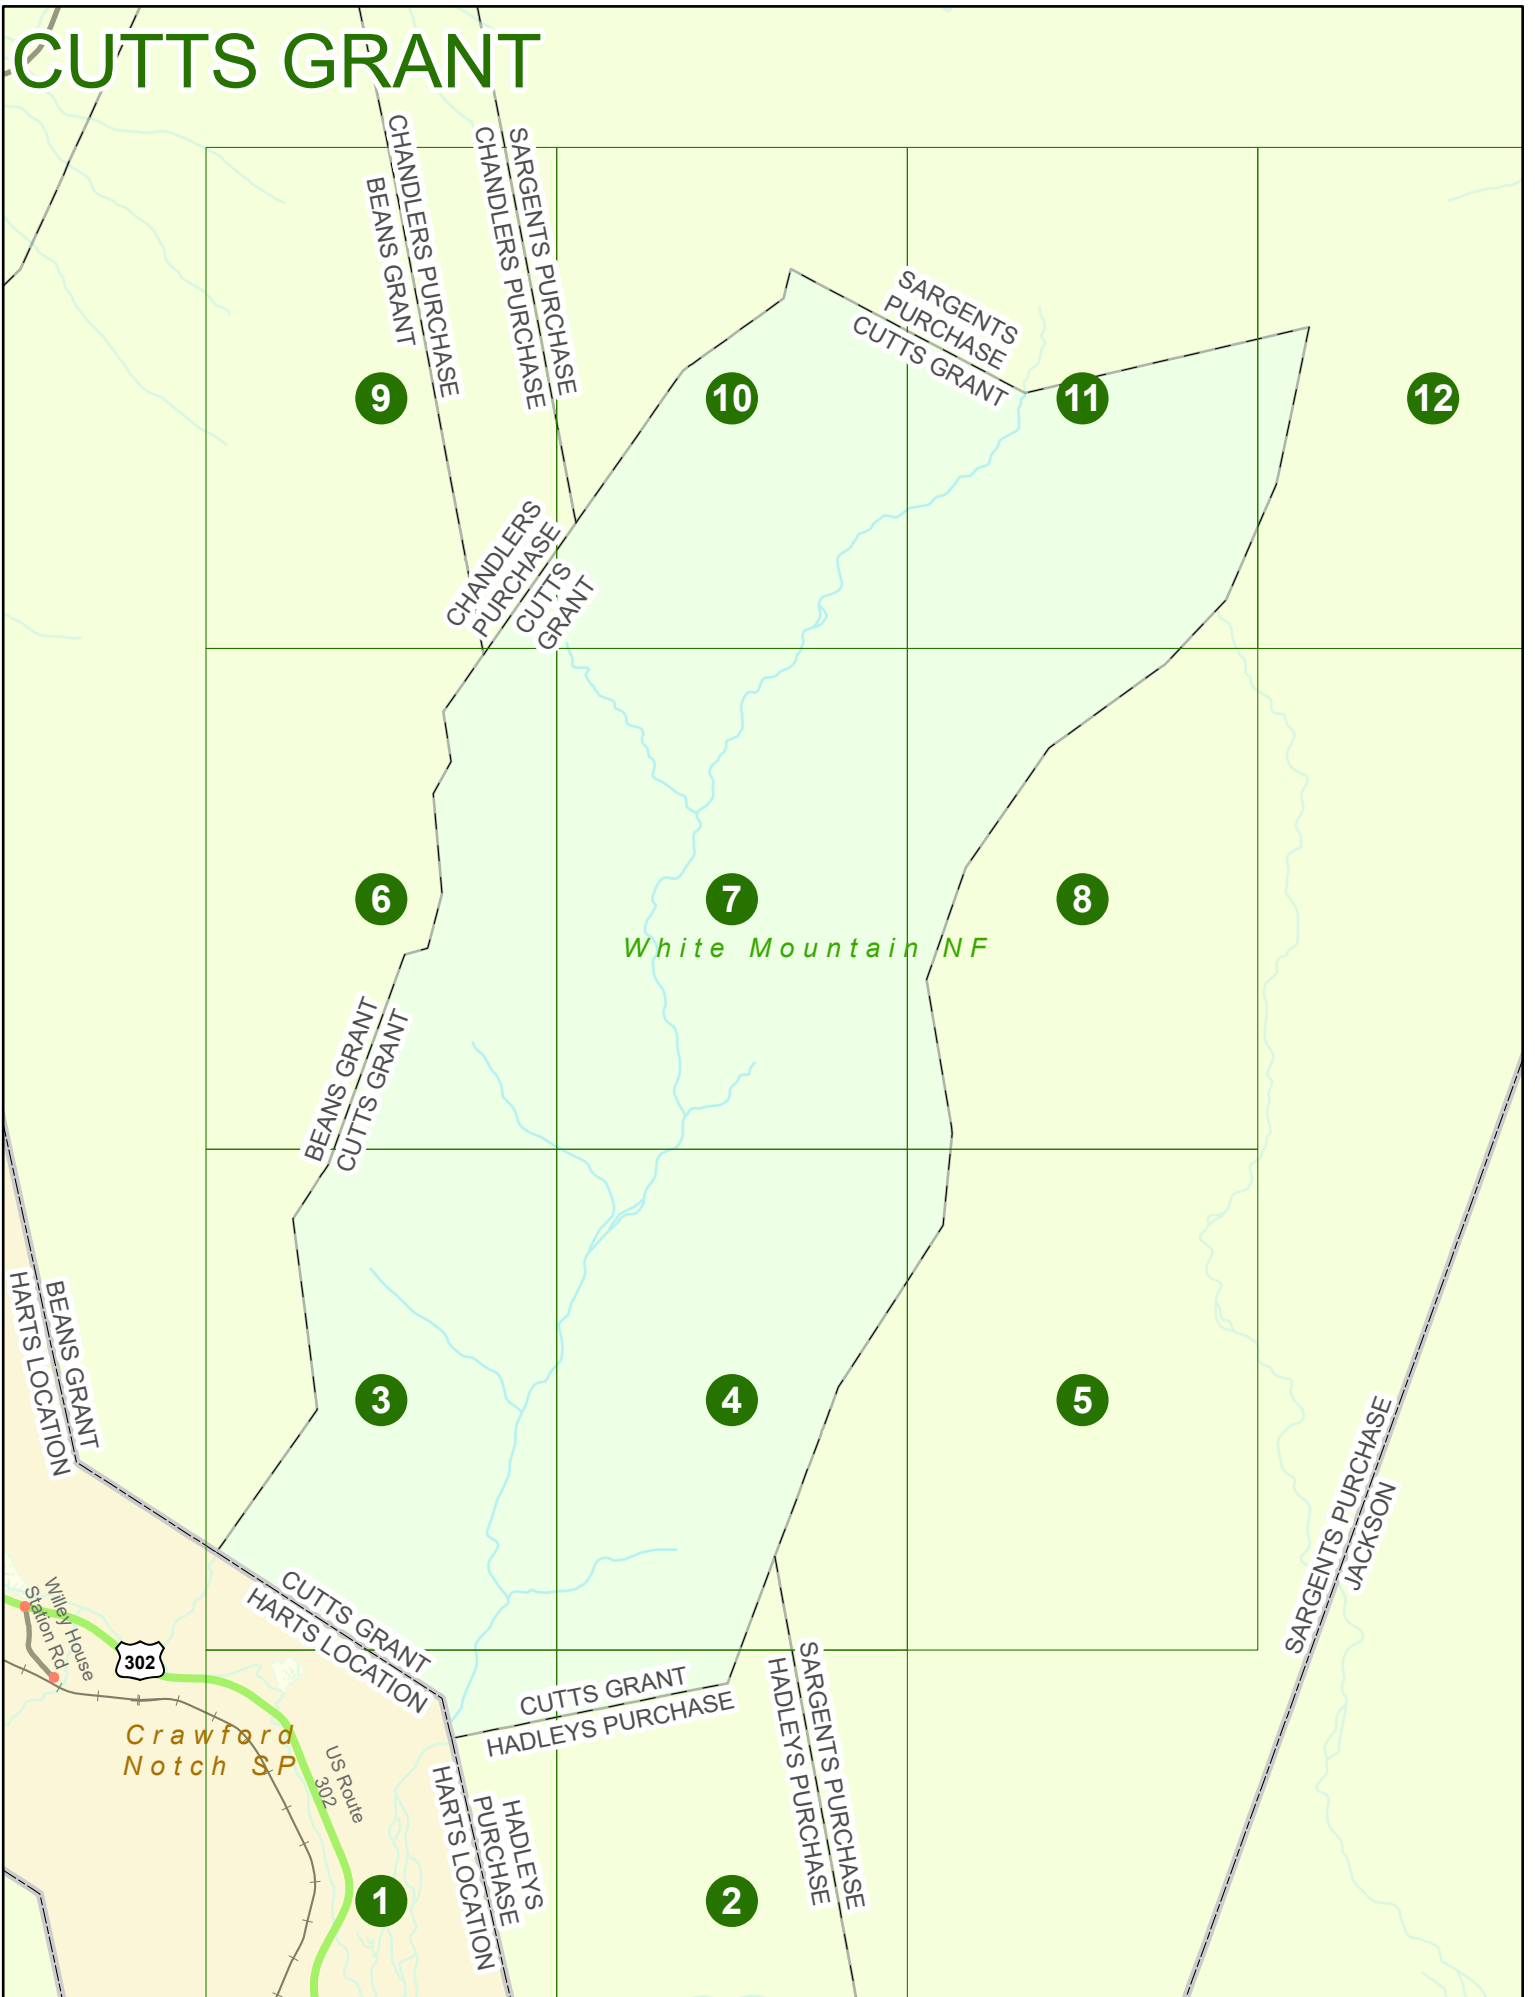 CUTTS GRANT
CHANDLERS PURCHASE
BEANS GRANT
SARGENTS PURCHASE
CHANDLERS PURCHASE
SARGENTS
PURCHASE
CUTTS GRANT
9
10
11
12
CHANDLERS
PURCHASE
CUTTS
GRANT
6
7
8
White Mountain NF
BEANS GRANT
CUTTS GRANT
BEANS GRANT
HARTS LOCATION
3
4
5
SARGENTS PURCHASE
JACKSON
CUTTS GRANT
HARTS LOCATION
Willey House
Station Rd
302
CUTTS GRANT
HADLEYS PURCHASE
SARGENTS PURCHASE
HADLEYS PURCHASE
Crawford
Notch SP
US Route
302
HADLEYS
PURCHASE
HARTS LOCATION
1
2